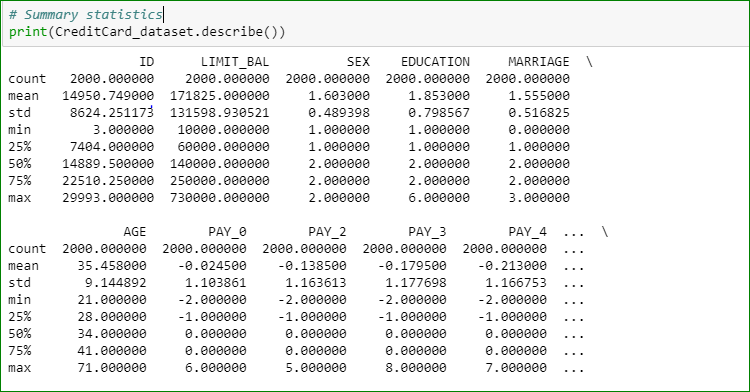 # Summary statistics
print(CreditCard_dataset.describe())
                 ID      LIMIT_BAL          SEX    EDUCATION     MARRIAGE  \
count   2000.000000    2000.000000  2000.000000  2000.000000  2000.000000
mean   14950.749000  171825.000000     1.603000     1.853000     1.555000
std     8624.251173  131598.930521     0.489398     0.798567     0.516825
min        3.000000   10000.000000     1.000000     1.000000     0.000000
25%     7404.000000   60000.000000     1.000000     1.000000     1.000000
50%    14889.500000  140000.000000     2.000000     2.000000     2.000000
75%    22510.250000  250000.000000     2.000000     2.000000     2.000000
max    29993.000000  730000.000000     2.000000     6.000000     3.000000
               AGE        PAY_0        PAY_2        PAY_3        PAY_4  ...  \
count  2000.000000  2000.000000  2000.000000  2000.000000  2000.000000  ...
mean     35.458000    -0.024500    -0.138500    -0.179500    -0.213000  ...
std       9.144892     1.103861     1.163613     1.177698     1.166753  ...
min      21.000000    -2.000000    -2.000000    -2.000000    -2.000000  ...
25%      28.000000    -1.000000    -1.000000    -1.000000    -1.000000  ...
50%      34.000000     0.000000     0.000000     0.000000     0.000000  ...
75%      41.000000     0.000000     0.000000     0.000000     0.000000  ...
max      71.000000     6.000000     5.000000     8.000000     7.000000  ...